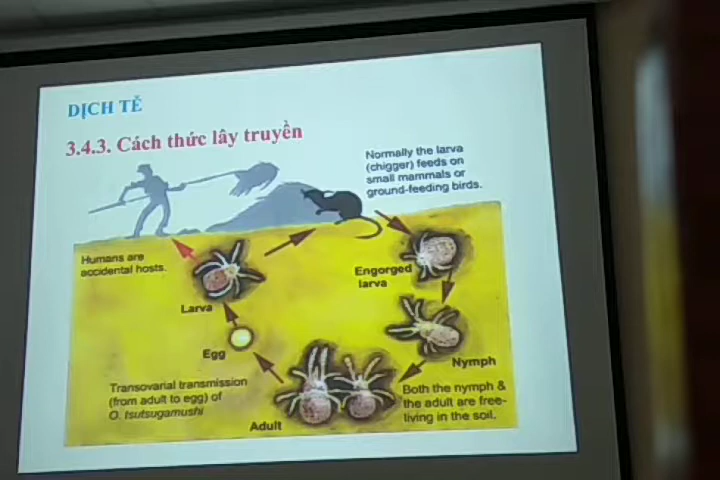 DỊCH TỄ
3.4.3. Cách thức lây truyền
Normally the larva
(chigger) feeds on
small mammals or
ground-feeding birds.
Humans are
accidental hosts.
Engorged
larva
Larva
Egg
Nymph
Transovarial transmission
(from adult to egg) of
O. tsutsugamushi
Both the nymph &
the adult are free-
living in the soil.
Adult